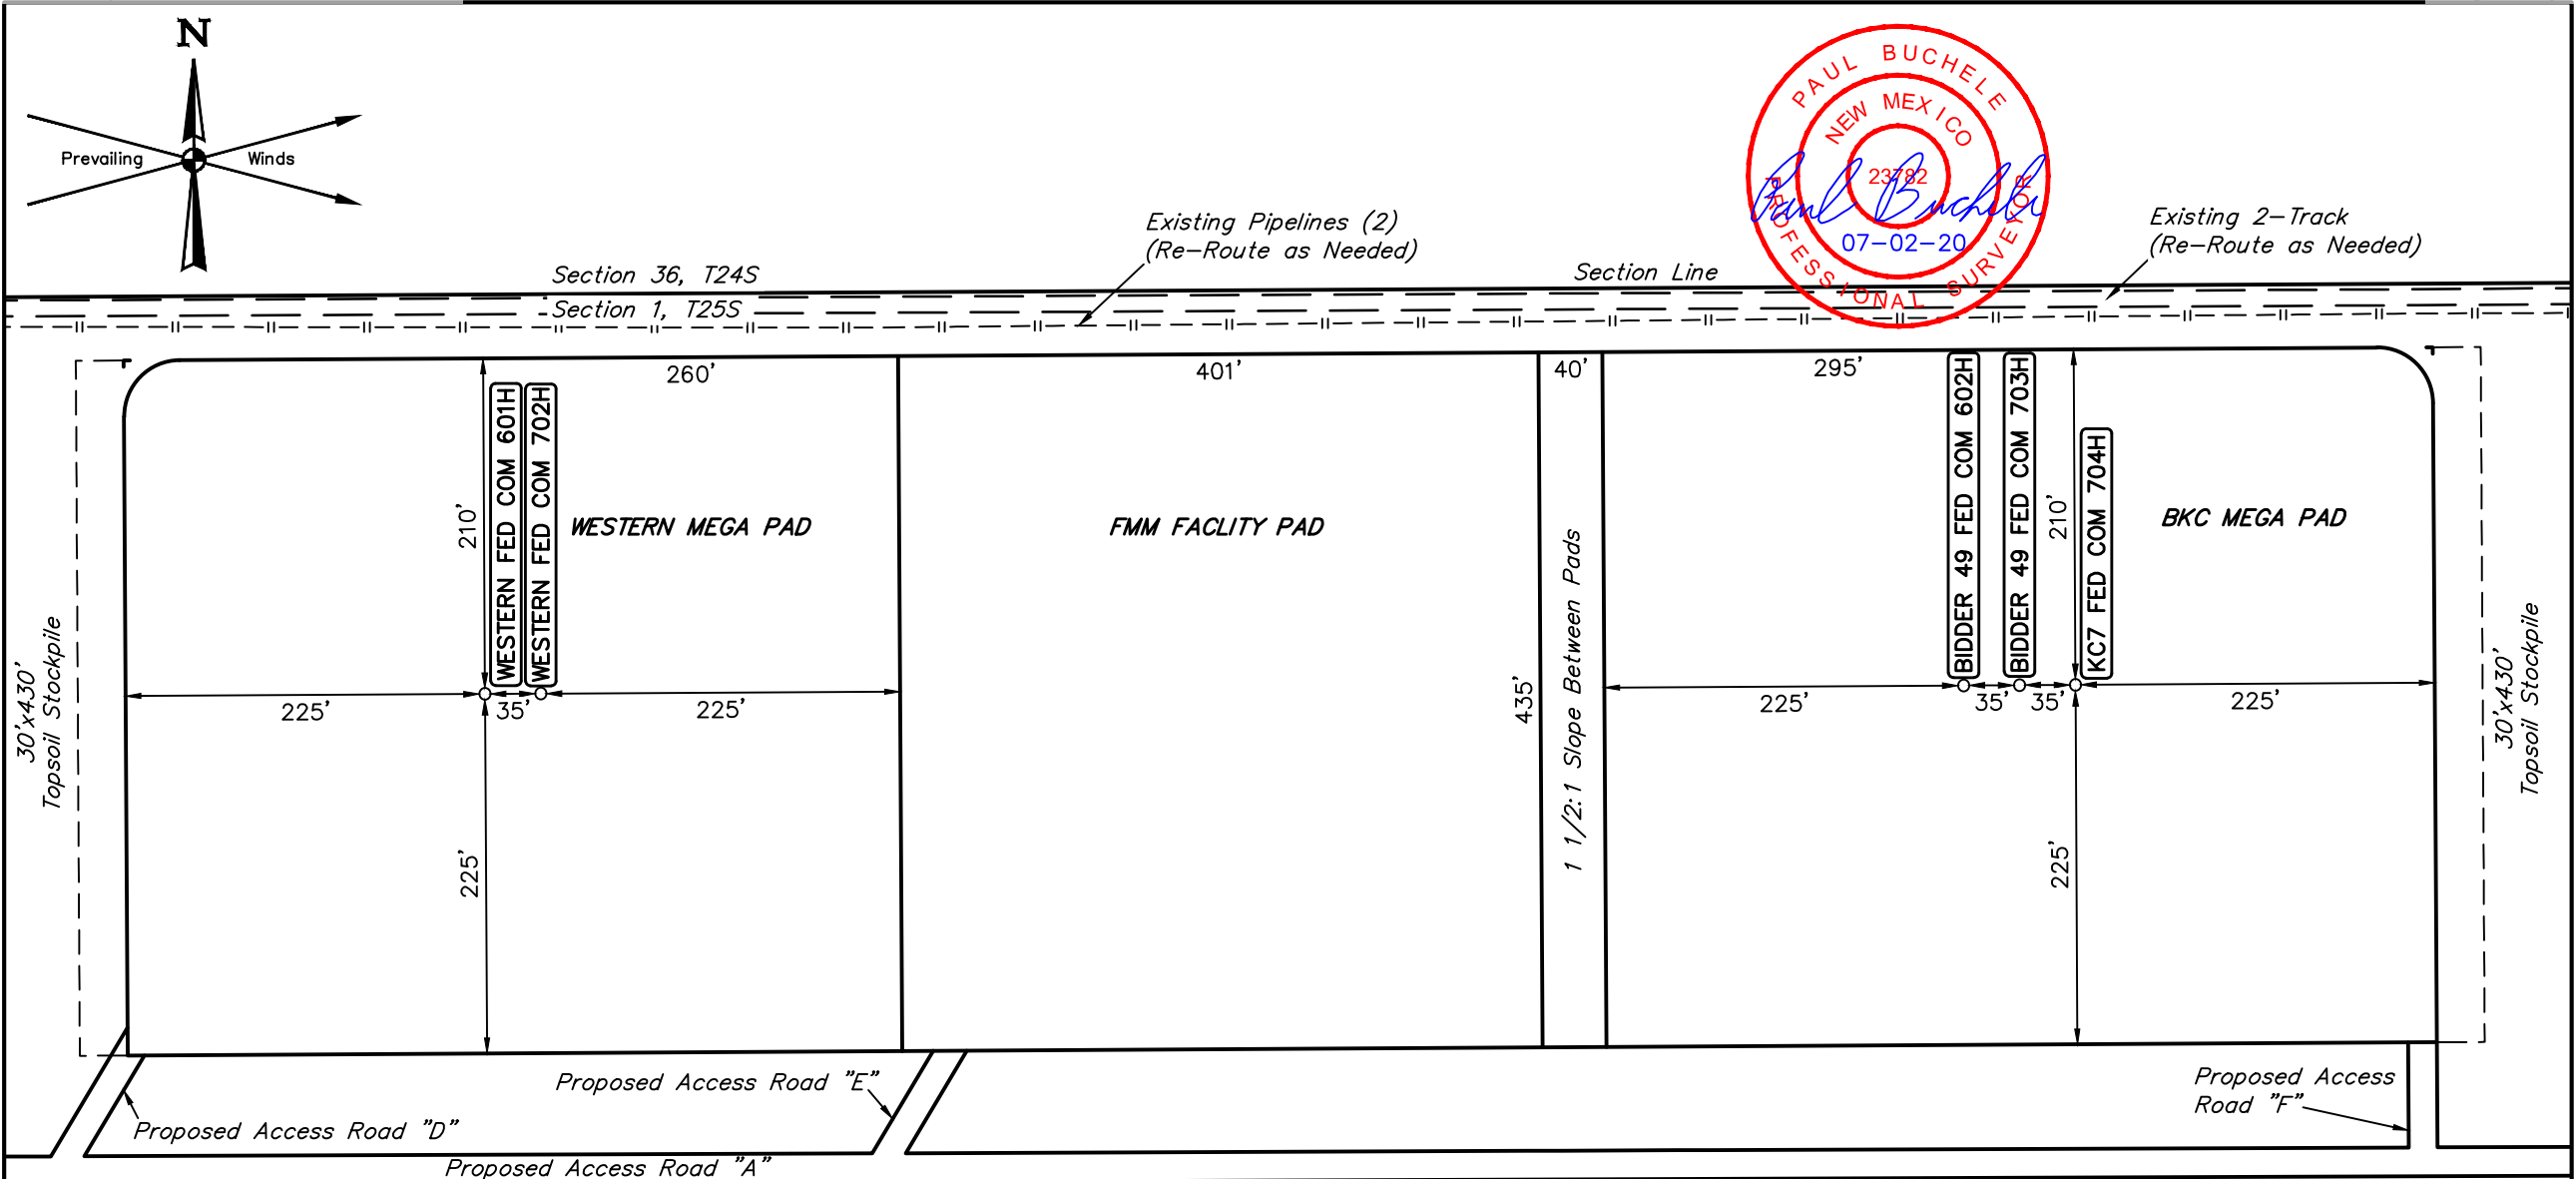 N
Prevailing
Winds
PAUL BUCHELE
NEW MEXICO
23782
PROFESSIONAL SURVEYOR
Paul Buchele
07-02-20
Existing Pipelines (2)
(Re-Route as Needed)
Existing 2-Track
(Re-Route as Needed)
Section 36, T24S
Section Line
Section 1, T25S
260'
401'
40'
295'
WESTERN FED COM 601H
WESTERN FED COM 702H
BIDDER 49 FED COM 602H
BIDDER 49 FED COM 703H
KC7 FED COM 704H
210'
WESTERN MEGA PAD
FMM FACLITY PAD
210'
BKC MEGA PAD
30'x430'
Topsoil Stockpile
1 1/2:1 Slope Between Pads
30'x430'
Topsoil Stockpile
225'
35'
225'
435'
225'
35'
35'
225'
225'
225'
Proposed Access Road "E"
Proposed Access
Road "F"
Proposed Access Road "D"
Proposed Access Road "A"